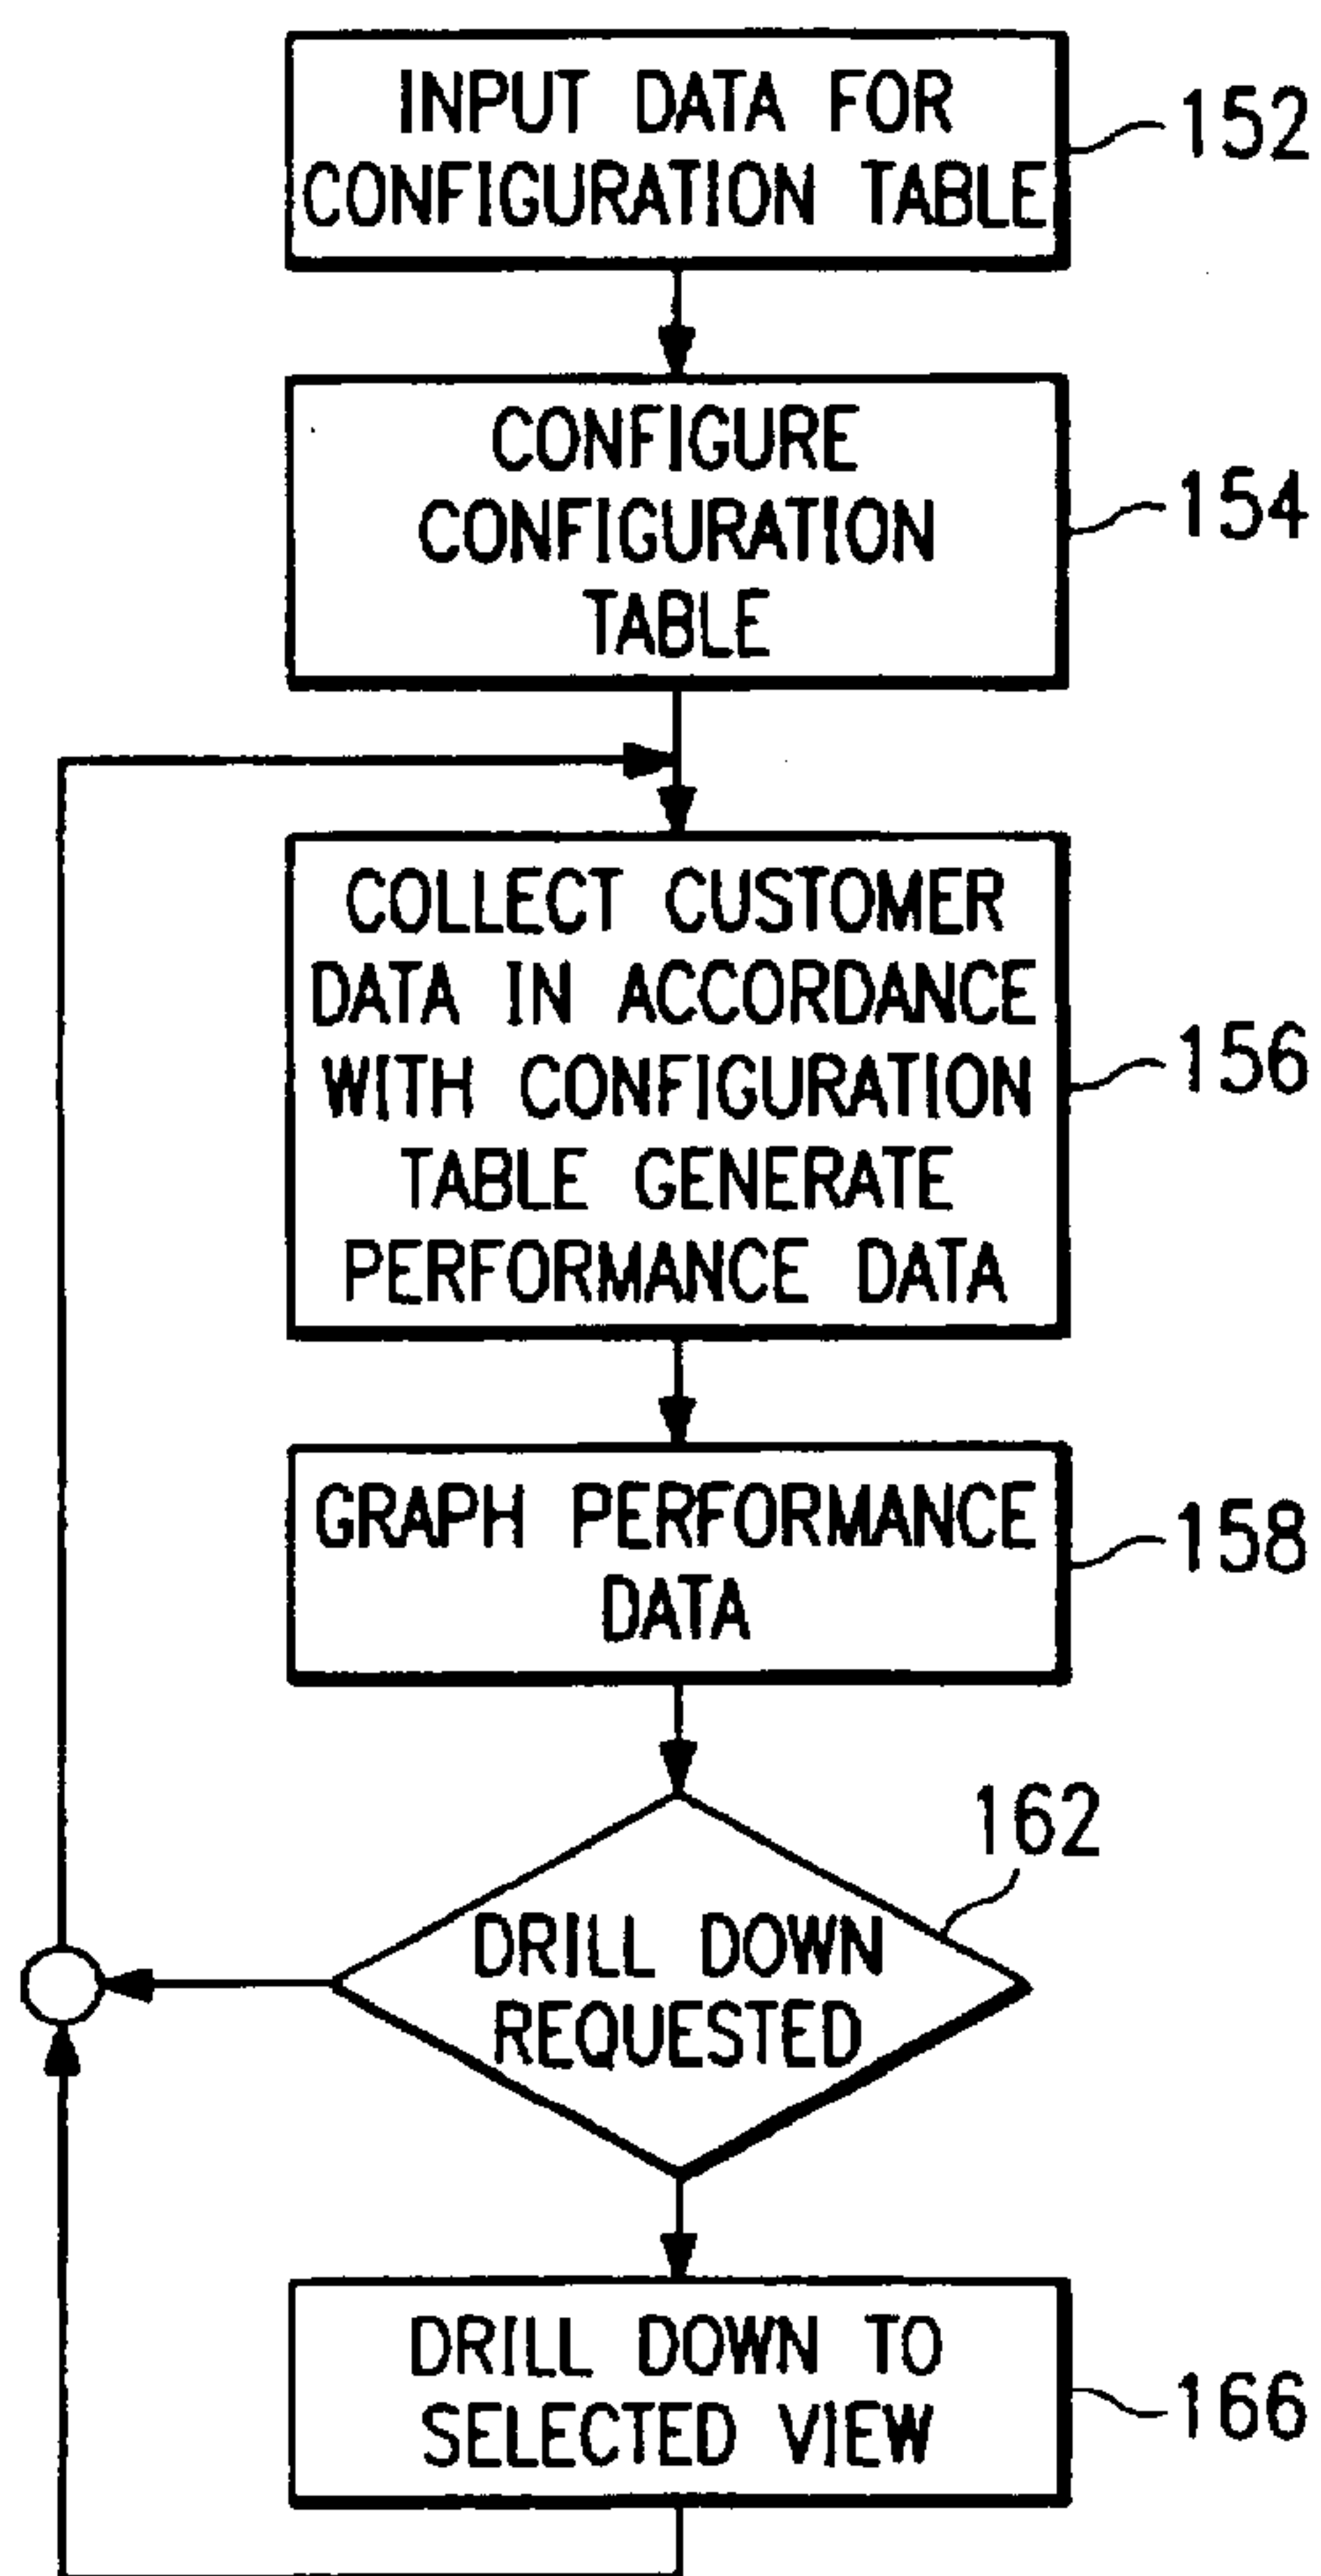 INPUT DATA FOR
CONFIGURATION TABLE
152
CONFIGURE
CONFIGURATION
TABLE
154
COLLECT CUSTOMER
DATA IN ACCORDANCE
WITH CONFIGURATION
TABLE GENERATE
PERFORMANCE DATA
156
GRAPH PERFORMANCE
DATA
158
162
DRILL DOWN
REQUESTED
DRILL DOWN TO
SELECTED VIEW
166